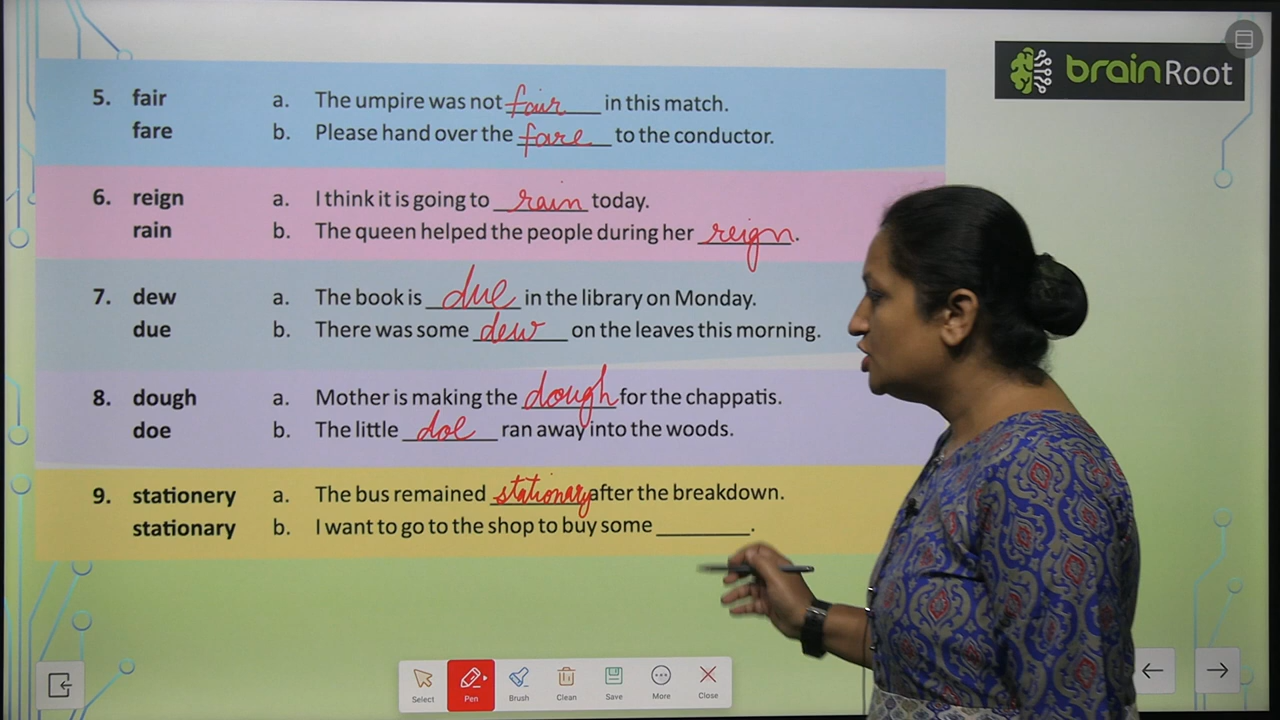 brainRoot
5. fair a. The umpire was not fair in this match.
fare b. Please hand over the fare to the conductor.
6. reign a. I think it is going to rain today.
rain b. The queen helped the people during her reign.
7. dew a. The book is due in the library on Monday.
due b. There was some dew on the leaves this morning.
8. dough a. Mother is making the dough for the chappatis.
doe b. The little doe ran away into the woods.
9. stationery a. The bus remained stationary after the breakdown.
stationary b. I want to go to the shop to buy some ________.
Select Pen Brush Clean Save More Close